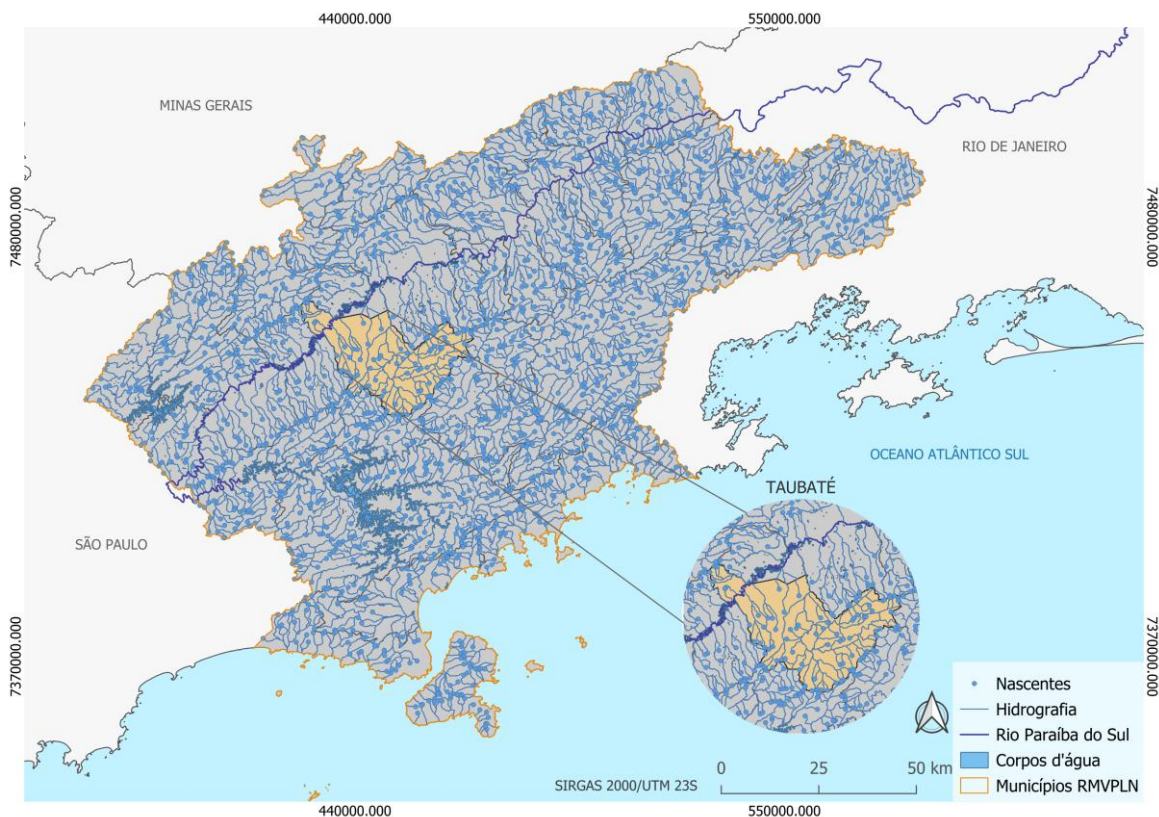 440000.000 550000.000
MINAS GERAIS
RIO DE JANEIRO
7480000.000
7480000.000
OCEANO ATLÂNTICO SUL
TAUBATÉ
SÃO PAULO
7370000.000
7370000.000
Nascentes
Hidrografia
Rio Paraíba do Sul
Corpos d'água
Municípios RMVPLN
0 25 50 km
SIRGAS 2000/UTM 23S
440000.000 550000.000